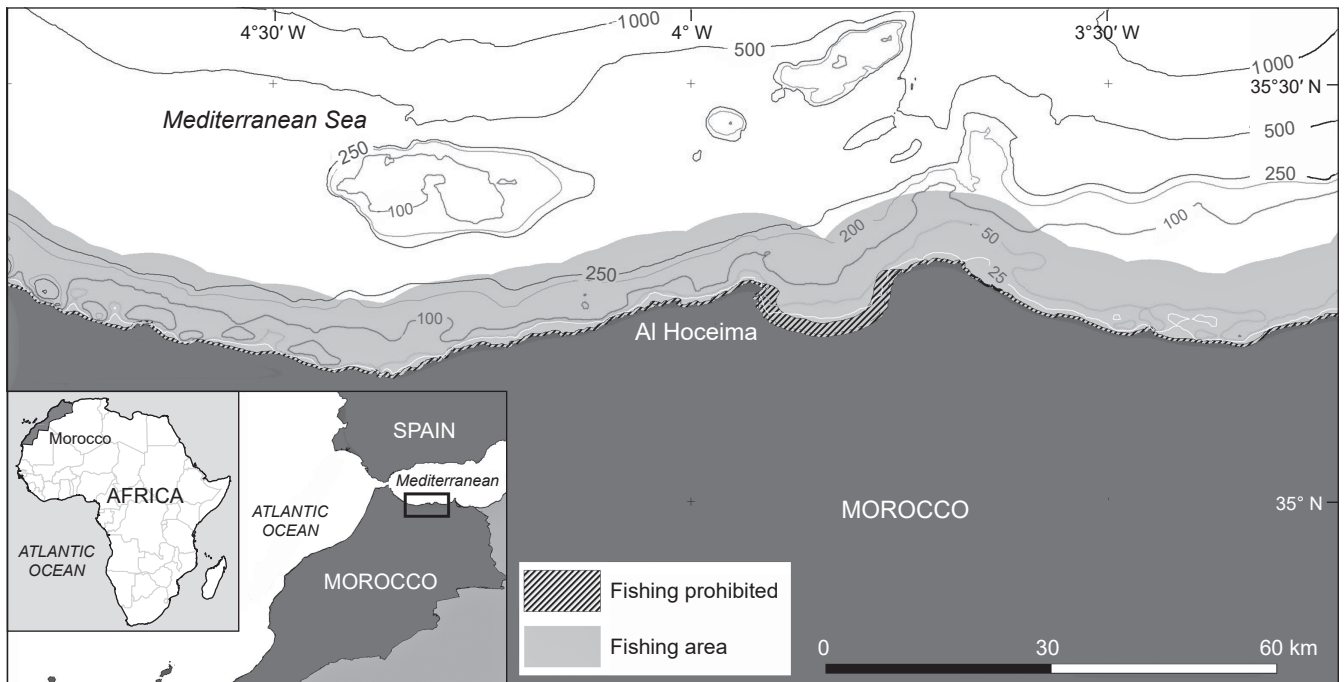 4°30′ W
1000
4° W
500
3°30′ W
1000
35°30′ N
Mediterranean Sea
500
250
250
100
100
200
50
25
250
100
Al Hoceima
Morocco
AFRICA
ATLANTIC
OCEAN
SPAIN
Mediterranean
ATLANTIC
OCEAN
MOROCCO
MOROCCO
35° N
Fishing prohibited
Fishing area
0
30
60 km